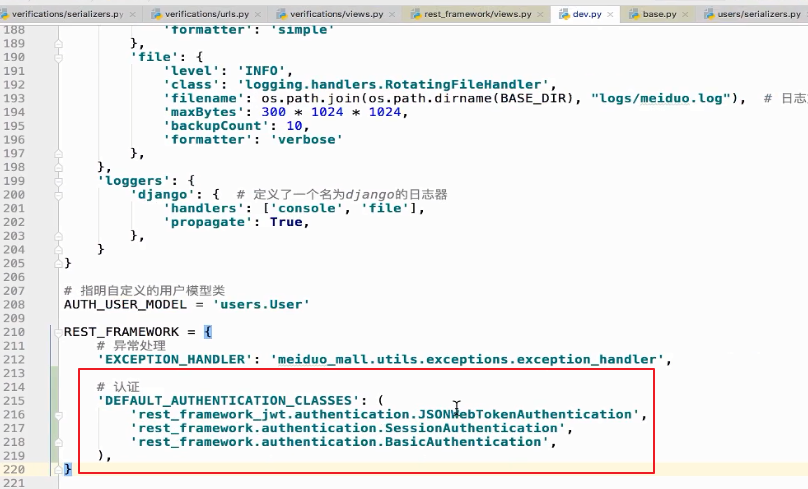 verifications/serializers.py verifications/urls.py verifications/views.py rest_framework/views.py dev.py base.py users/serializers.py
188 'formatter': 'simple'
189 },
190 'file': {
191 'level': 'INFO',
192 'class': 'logging.handlers.RotatingFileHandler',
193 'filename': os.path.join(os.path.dirname(BASE_DIR), "logs/meiduo.log"), # 日志
194 'maxBytes': 300 * 1024 * 1024,
195 'backupCount': 10,
196 'formatter': 'verbose'
197 },
198 },
199 'loggers': {
200 'django': { # 定义了一个名为django的日志器
201 'handlers': ['console', 'file'],
202 'propagate': True,
203 },
204 }
205 }
206
207 # 指明自定义的用户模型类
208 AUTH_USER_MODEL = 'users.User'
209
210 REST_FRAMEWORK = {
211 # 异常处理
212 'EXCEPTION_HANDLER': 'meiduo_mall.utils.exceptions.exception_handler',
213
214 # 认证
215 'DEFAULT_AUTHENTICATION_CLASSES': (
216 'rest_framework_jwt.authentication.JSONWebTokenAuthentication',
217 'rest_framework.authentication.SessionAuthentication',
218 'rest_framework.authentication.BasicAuthentication',
219 ),
220 }
221